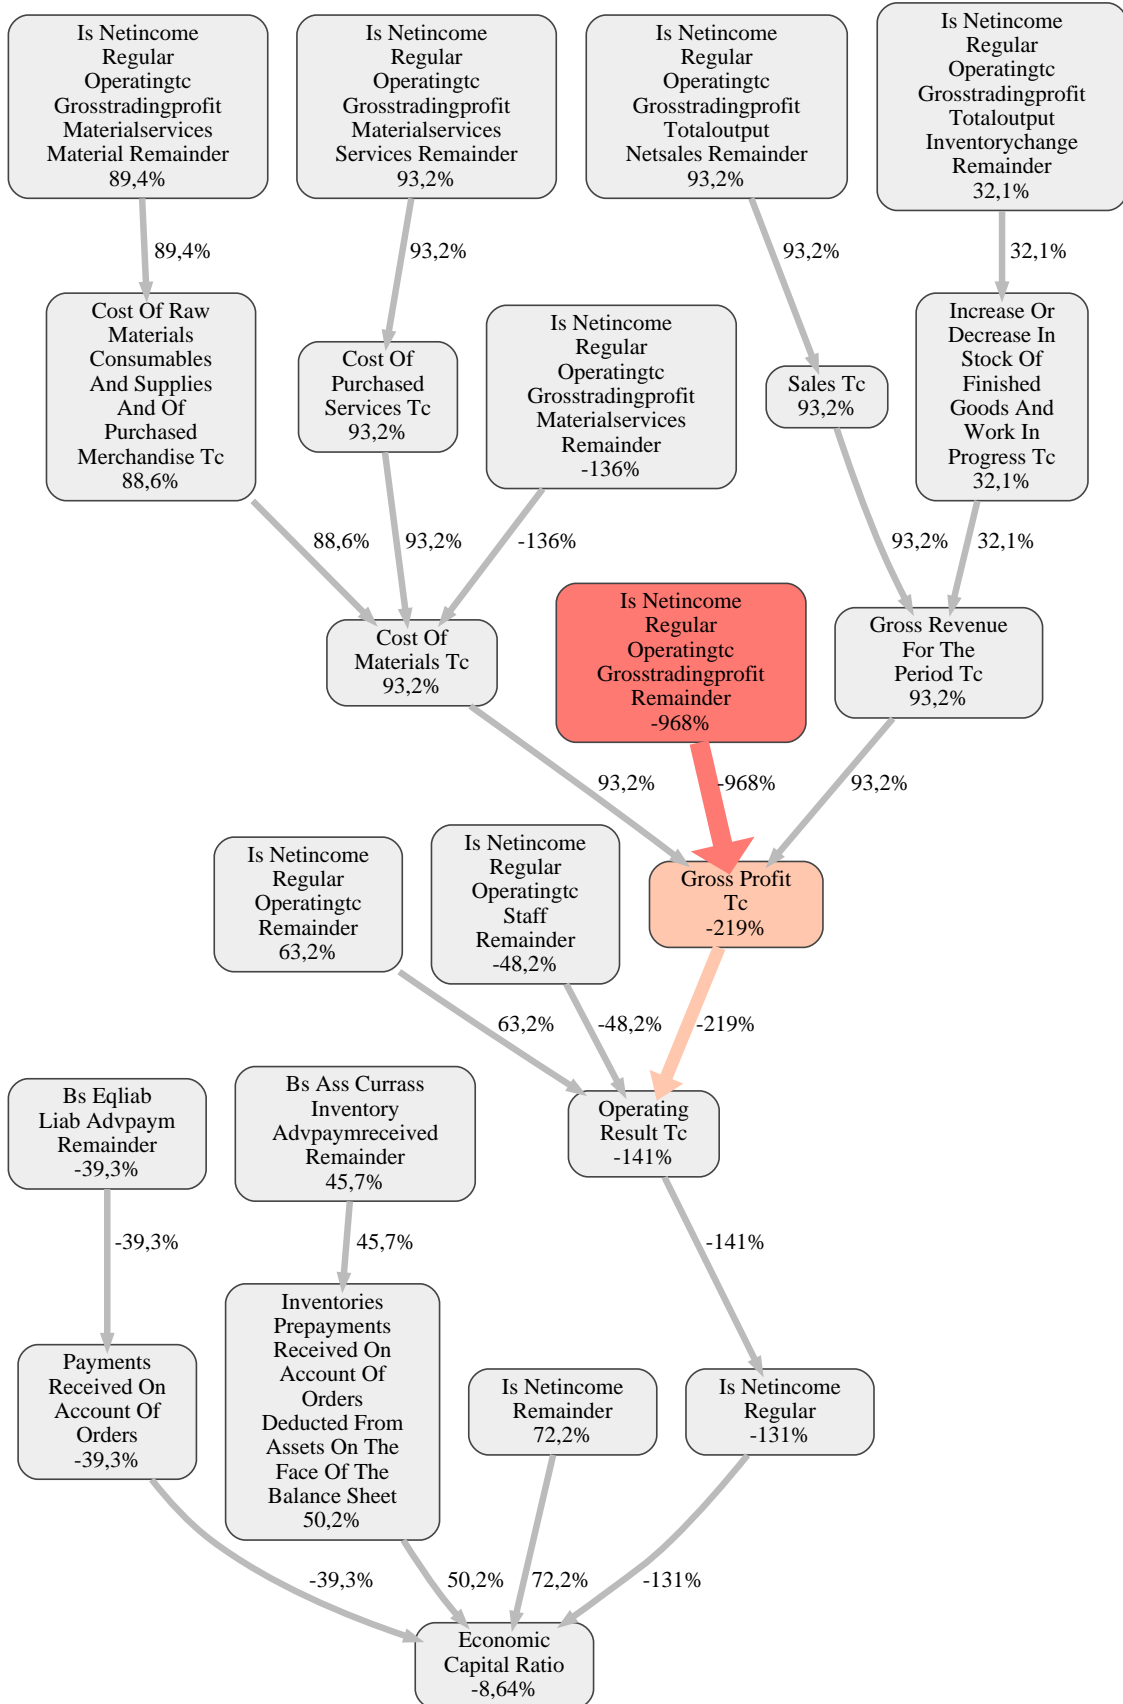 Is Netincome
Regular
Operatingtc
Grosstradingprofit
Materialservices
Material Remainder
89,4%
Is Netincome
Regular
Operatingtc
Grosstradingprofit
Materialservices
Services Remainder
93,2%
Is Netincome
Regular
Operatingtc
Grosstradingprofit
Totaloutput
Netsales Remainder
93,2%
Is Netincome
Regular
Operatingtc
Grosstradingprofit
Totaloutput
Inventorychange
Remainder
32,1%
89,4%
93,2%
93,2%
32,1%
Cost Of Raw
Materials
Consumables
And Supplies
And Of
Purchased
Merchandise Tc
88,6%
Cost Of
Purchased
Services Tc
93,2%
Is Netincome
Regular
Operatingtc
Grosstradingprofit
Materialservices
Remainder
-136%
Sales Tc
93,2%
Increase Or
Decrease In
Stock Of
Finished
Goods And
Work In
Progress Tc
32,1%
88,6%
93,2%
-136%
93,2%
32,1%
Cost Of
Materials Tc
93,2%
Is Netincome
Regular
Operatingtc
Grosstradingprofit
Remainder
-968%
Gross Revenue
For The
Period Tc
93,2%
93,2%
-968%
93,2%
Is Netincome
Regular
Operatingtc
Remainder
63,2%
Is Netincome
Regular
Operatingtc
Staff
Remainder
-48,2%
Gross Profit
Tc
-219%
63,2%
-48,2%
-219%
Bs Eqliab
Liab Advpaym
Remainder
-39,3%
Bs Ass Currass
Inventory
Advpaymreceived
Remainder
45,7%
Operating
Result Tc
-141%
-39,3%
45,7%
-141%
Payments
Received On
Account Of
Orders
-39,3%
Inventories
Prepayments
Received On
Account Of
Orders
Deducted From
Assets On The
Face Of The
Balance Sheet
50,2%
Is Netincome
Remainder
72,2%
Is Netincome
Regular
-131%
-39,3%
50,2%
72,2%
-131%
Economic
Capital Ratio
-8,64%